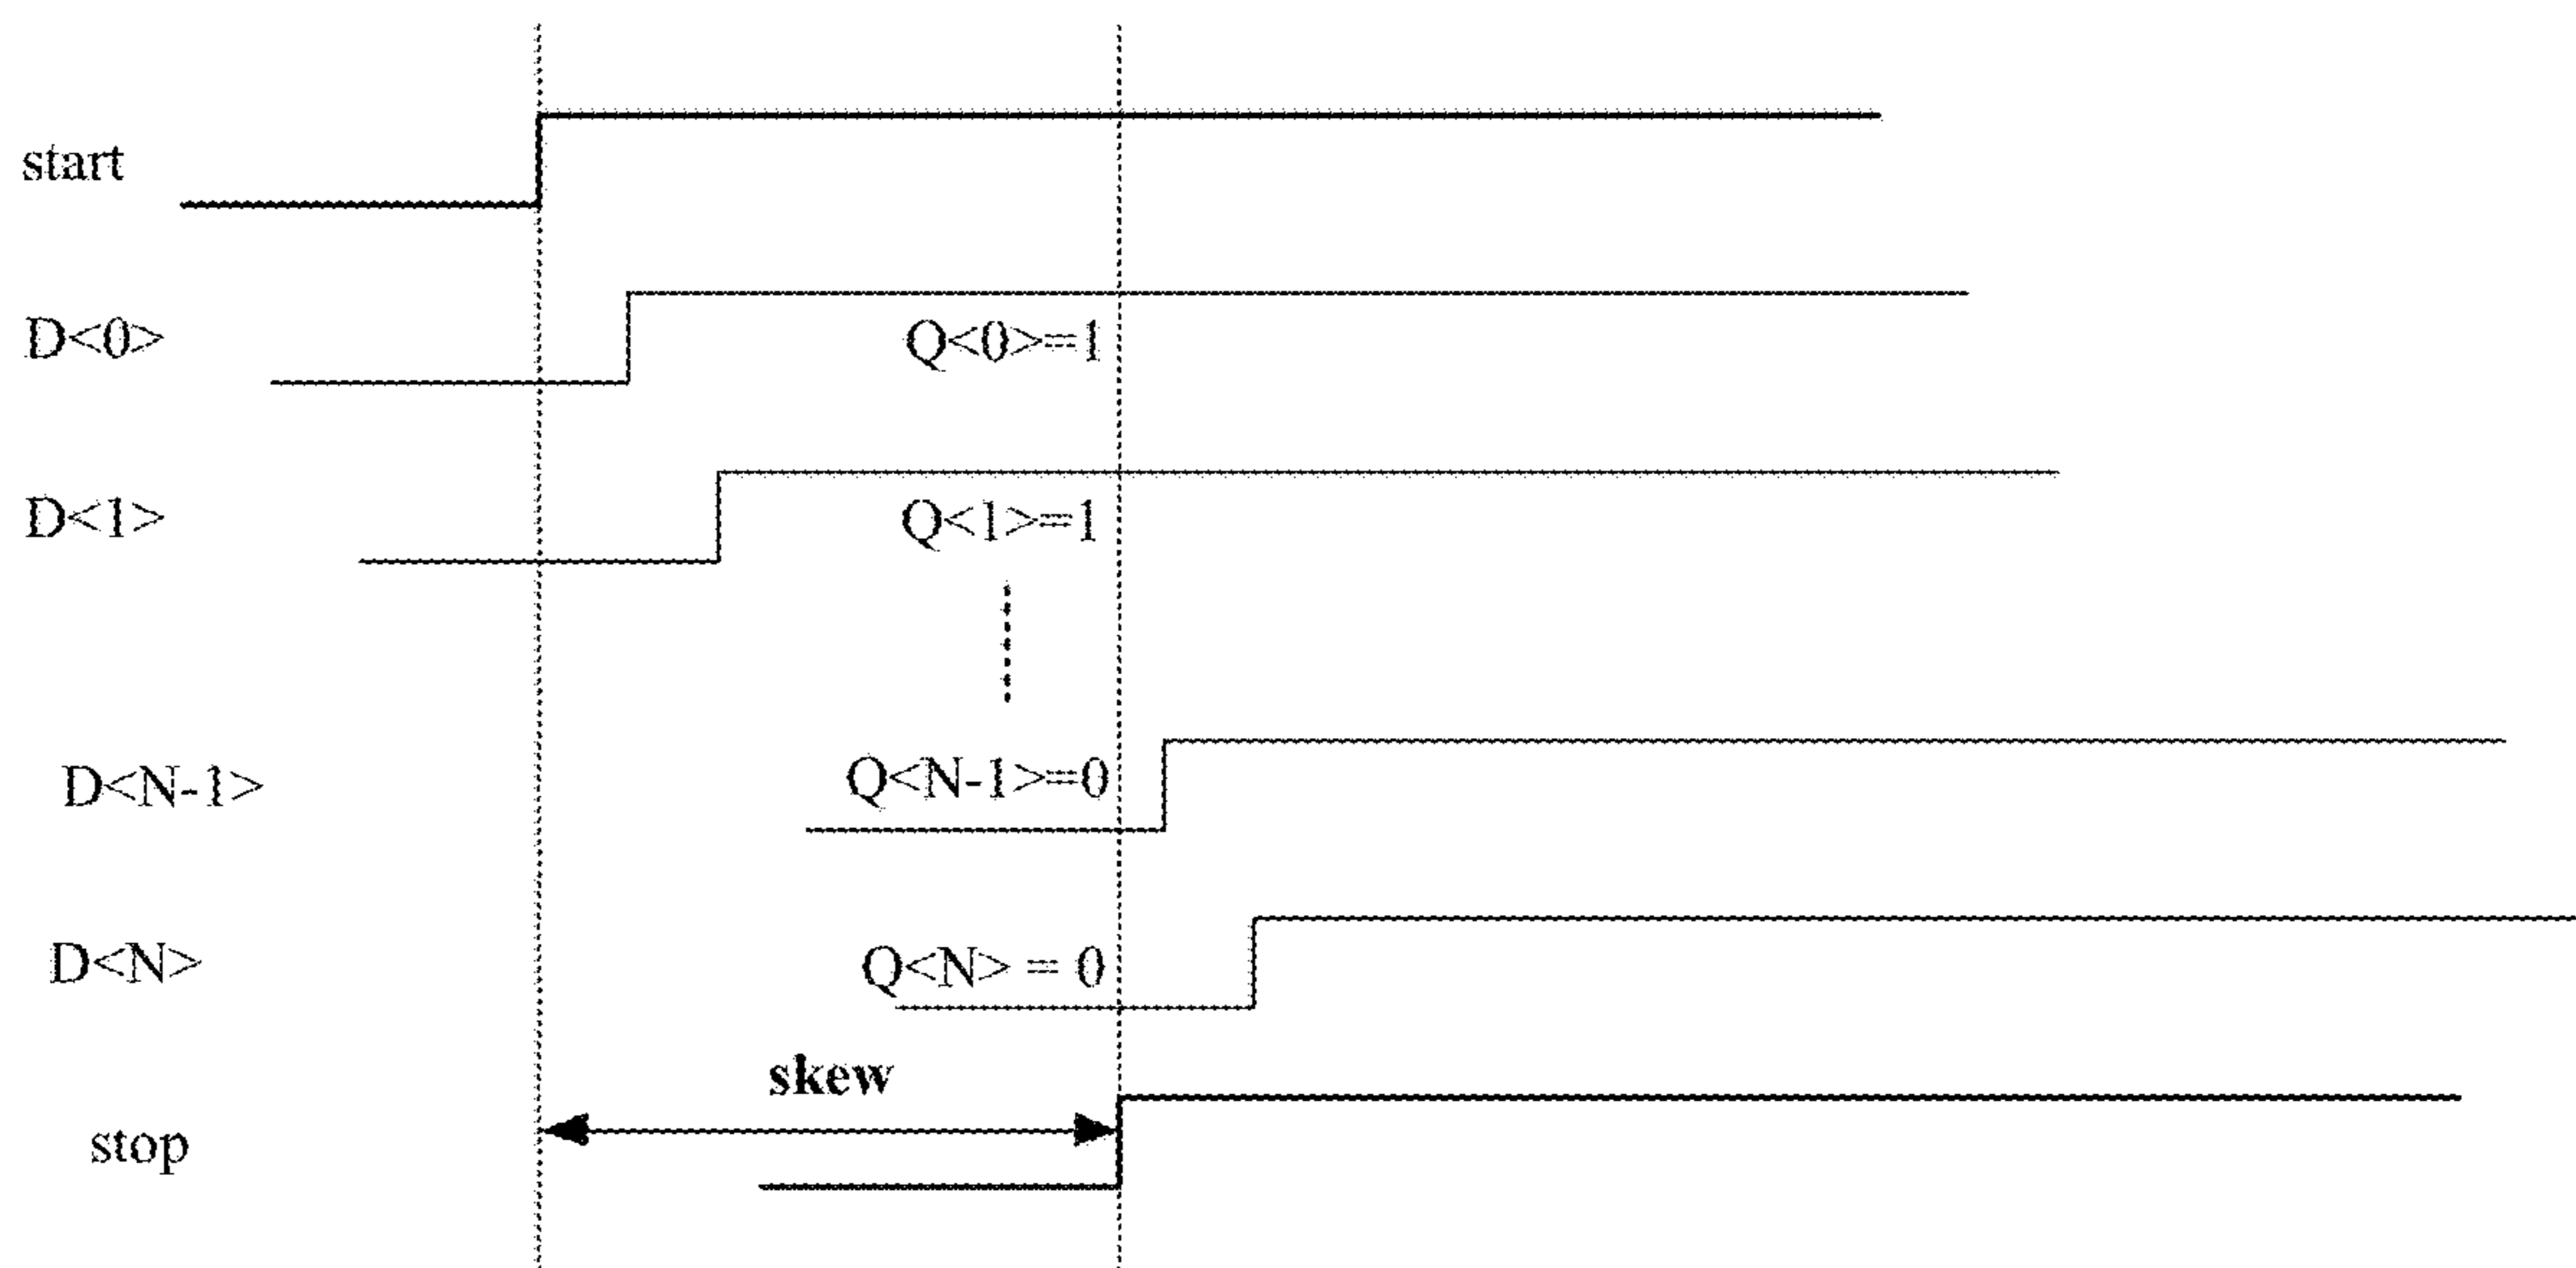 start
D<0>
Q<0>=1
D<1>
Q<1>=1
D<N-1>
Q<N-1>=0
D<N>
Q<N> = 0
skew
stop